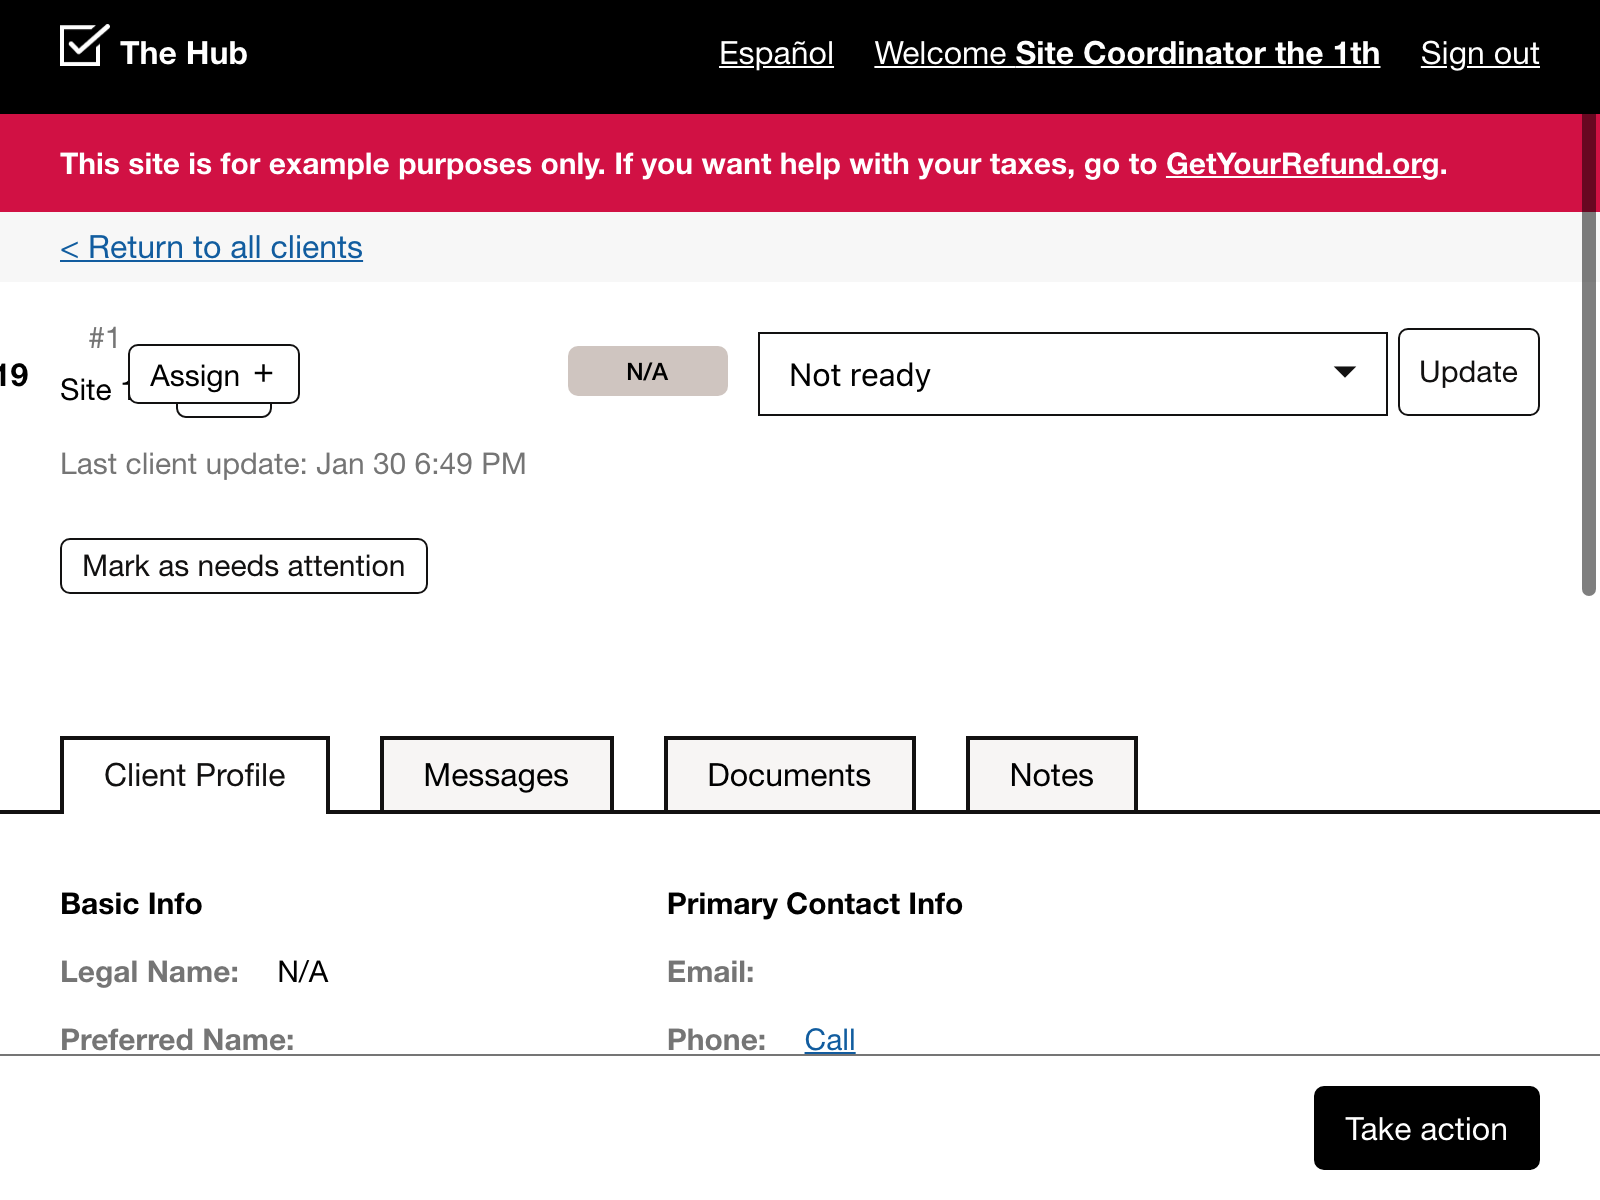 The Hub
Español Welcome Site Coordinator the 1th Sign out
This site is for example purposes only. If you want help with your taxes, go to GetYourRefund.org.
< Return to all clients
#1
19 Site Assign + N/A Not ready Update
Last client update: Jan 30 6:49 PM
Mark as needs attention
Client Profile Messages Documents Notes
Basic Info Primary Contact Info
Legal Name: N/A Email:
Preferred Name: Phone: Call
Take action